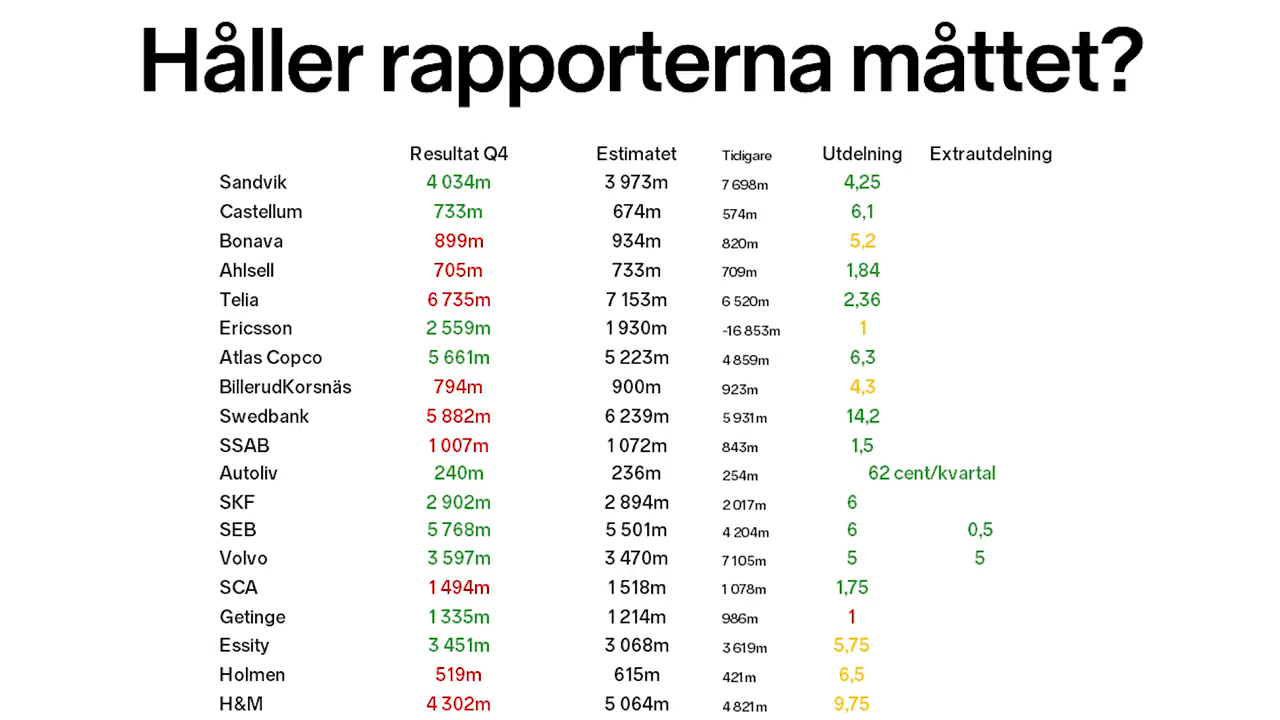 Håller rapporterna måttet?
Resultat Q4 Estimatet Tidigare Utdelning Extrautdelning
Sandvik 4 034m 3 973m 7 698m 4,25
Castellum 733m 674m 574m 6,1
Bonava 899m 934m 820m 5,2
Ahlsell 705m 733m 709m 1,84
Telia 6 735m 7 153m 6 520m 2,36
Ericsson 2 559m 1 930m -16 853m 1
Atlas Copco 5 661m 5 223m 4 859m 6,3
BillerudKorsnäs 794m 900m 923m 4,3
Swedbank 5 882m 6 239m 5 931m 14,2
SSAB 1 007m 1 072m 843m 1,5
Autoliv 240m 236m 254m 62 cent/kvartal
SKF 2 902m 2 894m 2 017m 6
SEB 5 768m 5 501m 4 204m 6 0,5
Volvo 3 597m 3 470m 7 105m 5 5
SCA 1 494m 1 518m 1 078m 1,75
Getinge 1 335m 1 214m 986m 1
Essity 3 451m 3 068m 3 619m 5,75
Holmen 519m 615m 421m 6,5
H&M 4 302m 5 064m 4 821m 9,75